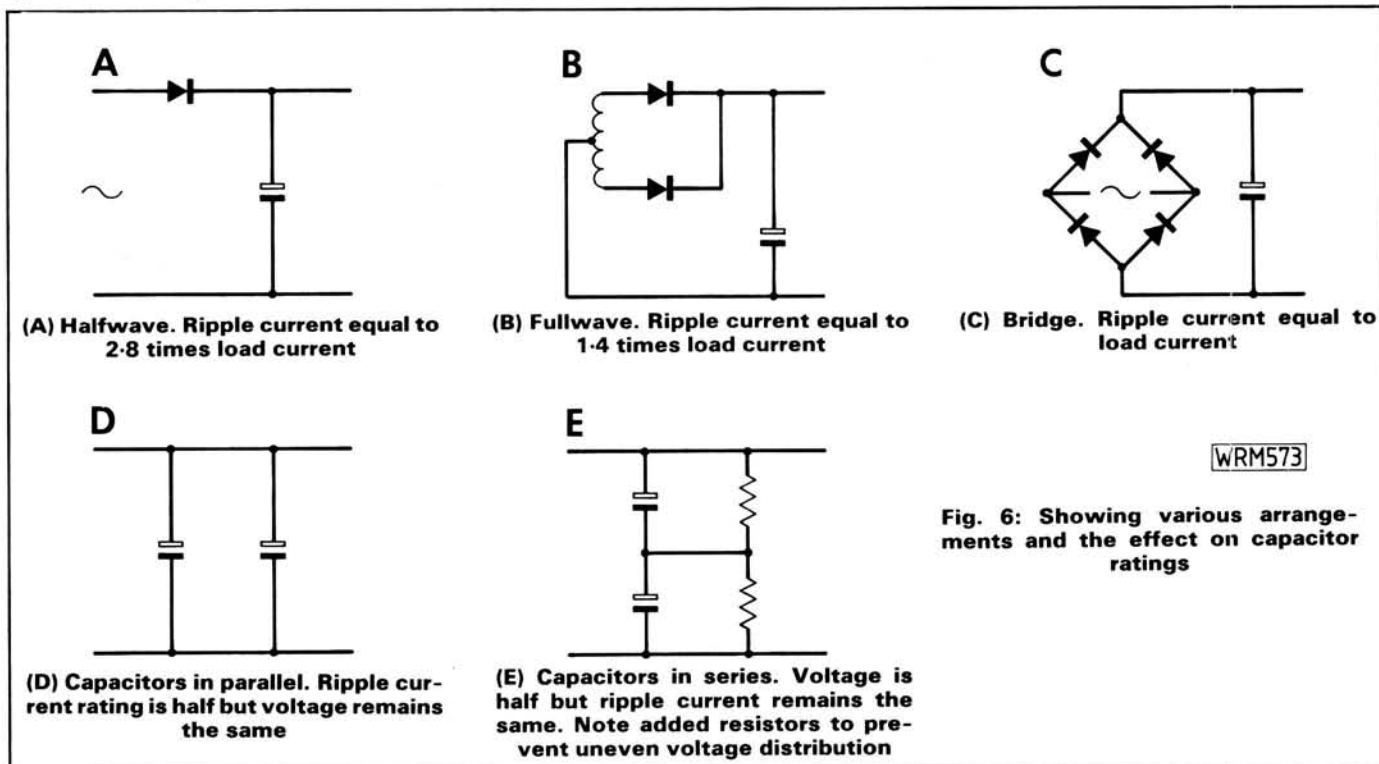 A
B
C
(A) Halfwave. Ripple current equal to
2·8 times load current
(B) Fullwave. Ripple current equal to
1·4 times load current
(C) Bridge. Ripple current equal to
load current
D
E
WRM573
Fig. 6: Showing various arrange-
ments and the effect on capacitor
ratings
(D) Capacitors in parallel. Ripple cur-
rent rating is half but voltage remains
the same
(E) Capacitors in series. Voltage is
half but ripple current remains the
same. Note added resistors to pre-
vent uneven voltage distribution